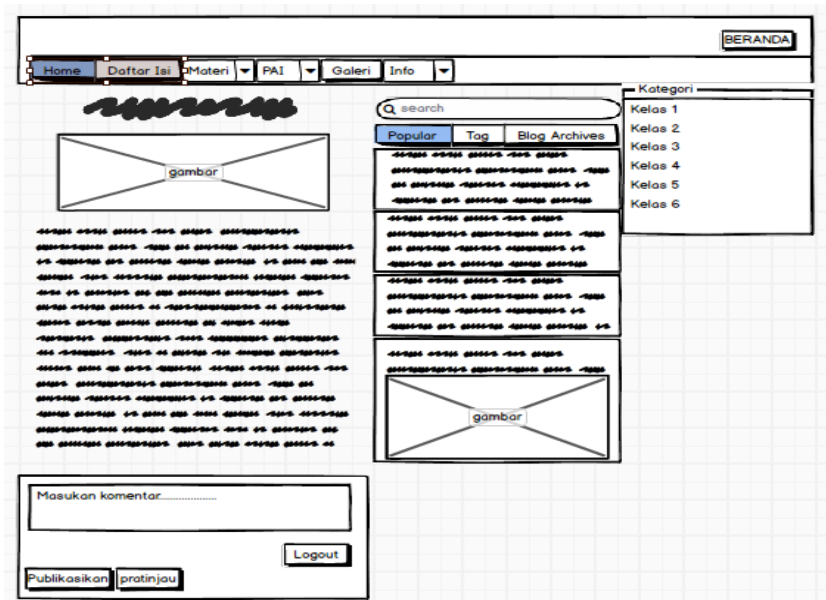 BERANDA
Home Daftar Isi Materi PAI Galeri Info
Kategori
Kelas 1
Kelas 2
Kelas 3
Kelas 4
Kelas 5
Kelas 6
search
Popular Tag Blog Archives
gambar
gambar
Masukan komentar....................
Logout
Publikasikan pratinjau